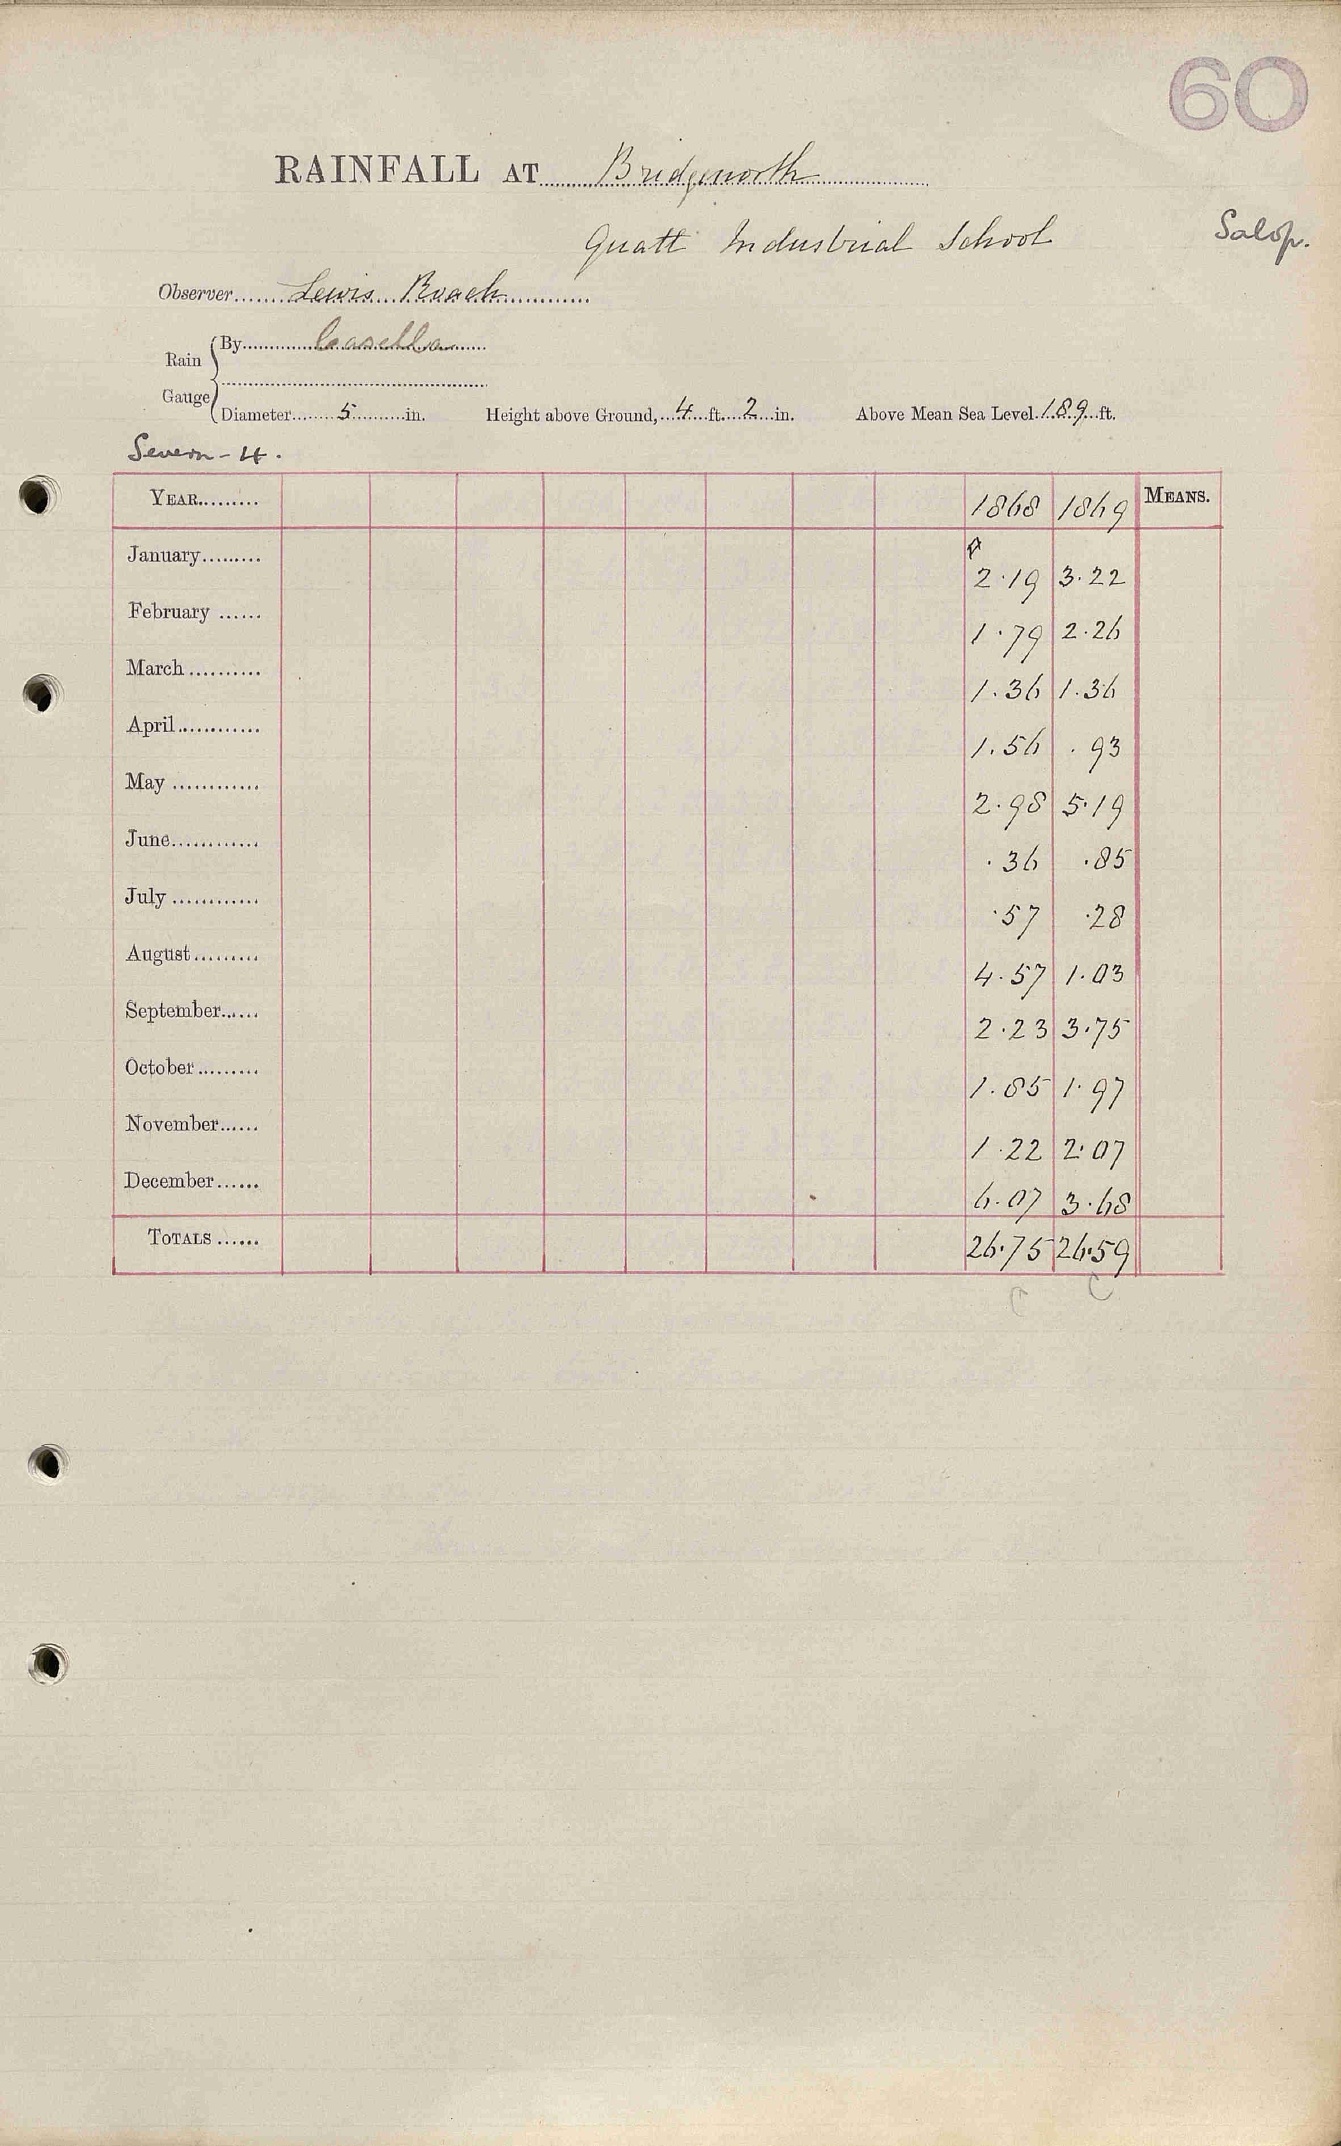 60
RAINFALL AT Bridgenorth
Quatt Industrial School
Salop.
Observer Lewis Roach
Rain Gauge
By Casella
Diameter 5 in. Height above Ground, 4 ft. 2 in. Above Mean Sea Level 189 ft.
Severn - 4.
YEAR 1868 1869 MEANS.
January 2.19 3.22
February 1.79 2.26
March 1.36 1.36
April 1.56 .93
May 2.98 5.19
June .36 .85
July .57 .28
August 4.57 1.03
September 2.23 3.75
October 1.85 1.97
November 1.22 2.07
December 6.07 3.68
TOTALS 26.75 26.59